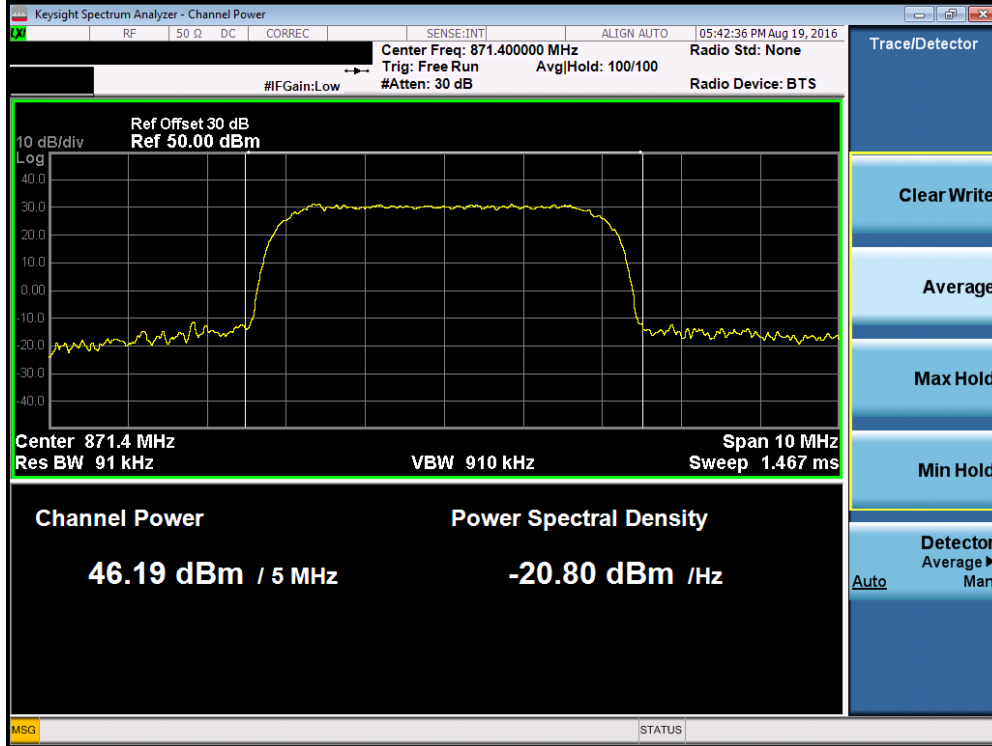 Keysight Spectrum Analyzer - Channel Power
LXI RF 50 Ω DC CORREC SENSE:INT ALIGN AUTO 05:42:36 PM Aug 19, 2016
Center Freq: 871.400000 MHz Radio Std: None
Trig: Free Run Avg|Hold: 100/100
#IFGain:Low #Atten: 30 dB Radio Device: BTS
Trace/Detector
Ref Offset 30 dB
10 dB/div Ref 50.00 dBm
Log
40.0
30.0
20.0
10.0
0.00
-10.0
-20.0
-30.0
-40.0
Center 871.4 MHz Span 10 MHz
Res BW 91 kHz VBW 910 kHz Sweep 1.467 ms
Channel Power Power Spectral Density
46.19 dBm / 5 MHz -20.80 dBm /Hz
Clear Write
Average
Max Hold
Min Hold
Detector
Average▶
Auto Man
MSG STATUS